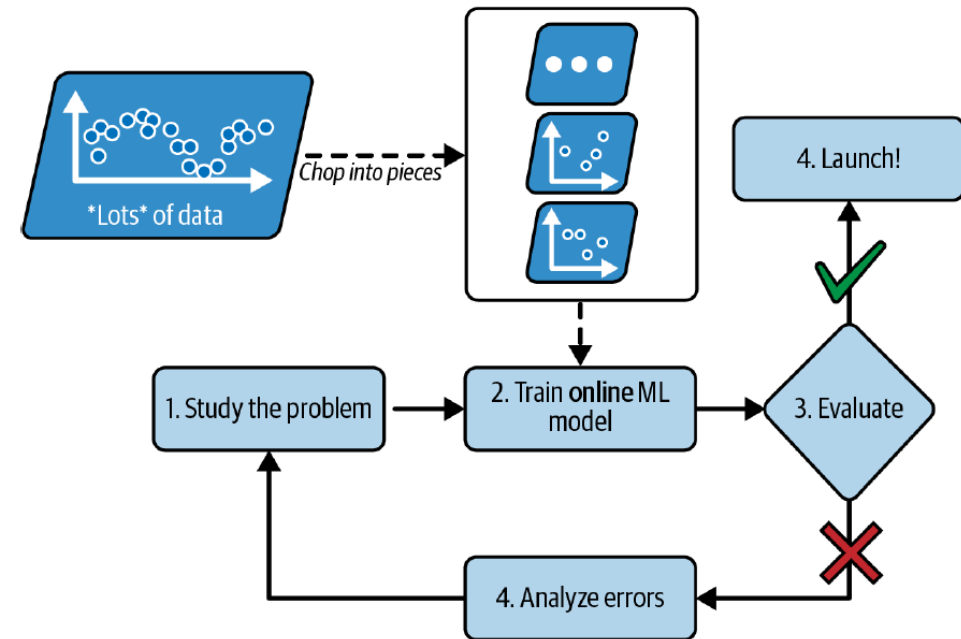 *Lots* of data
Chop into pieces
4. Launch!
1. Study the problem
2. Train online ML
model
3. Evaluate
4. Analyze errors